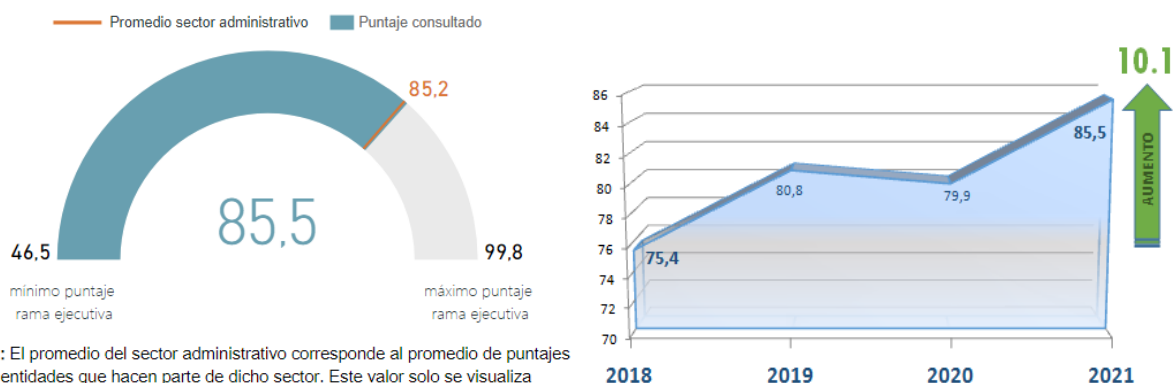 Promedio sector administrativo
Puntaje consultado
85,2
85,5
46,5
99,8
mínimo puntaje
rama ejecutiva
máximo puntaje
rama ejecutiva
: El promedio del sector administrativo corresponde al promedio de puntajes
entidades que hacen parte de dicho sector. Este valor solo se visualiza
10.1
AUMENTO
86
84
82
80
78
76
74
72
70
75,4
80,8
79,9
85,5
2018
2019
2020
2021